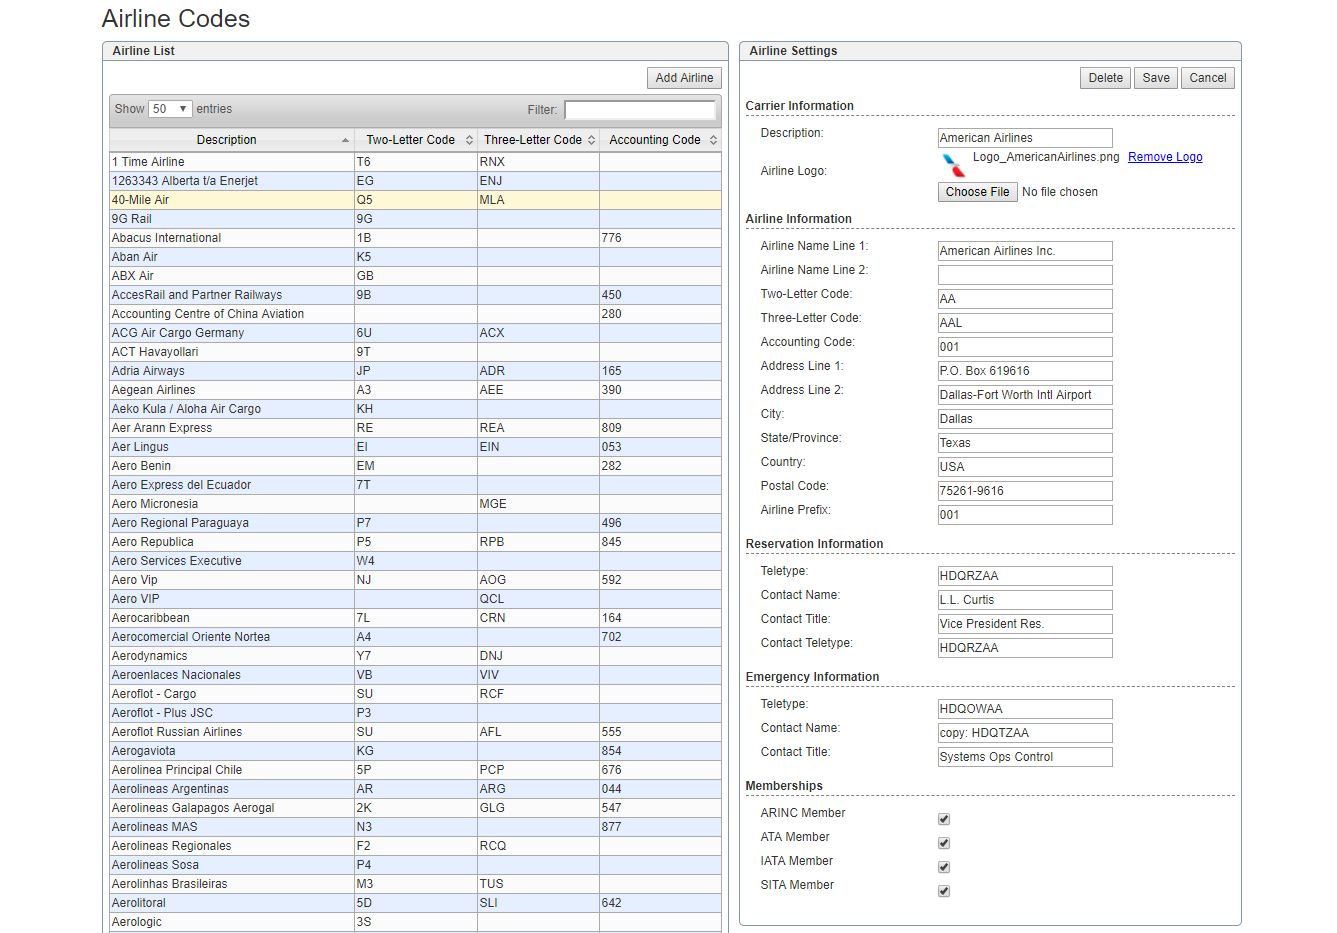 Airline Codes
Airline List
Add Airline
Show 50 entries Filter:
Description Two-Letter Code Three-Letter Code Accounting Code
1 Time Airline T6 RNX
1263343 Alberta t/a Enerjet EG ENJ
40-Mile Air Q5 MLA
9G Rail 9G
Abacus International 1B 776
Aban Air K5
ABX Air GB
AccesRail and Partner Railways 9B 450
Accounting Centre of China Aviation 280
ACG Air Cargo Germany 6U ACX
ACT Havayollari 9T
Adria Airways JP ADR 165
Aegean Airlines A3 AEE 390
Aeko Kula / Aloha Air Cargo KH
Aer Arann Express RE REA 809
Aer Lingus EI EIN 053
Aero Benin EM 282
Aero Express del Ecuador 7T
Aero Micronesia MGE
Aero Regional Paraguaya P7 496
Aero Republica P5 RPB 845
Aero Services Executive W4
Aero Vip NJ AOG 592
Aero VIP QCL
Aerocaribbean 7L CRN 164
Aerocomercial Oriente Nortea A4 702
Aerodynamics Y7 DNJ
Aeroenlaces Nacionales VB VIV
Aeroflot - Cargo SU RCF
Aeroflot - Plus JSC P3
Aeroflot Russian Airlines SU AFL 555
Aerogaviota KG 854
Aerolinea Principal Chile 5P PCP 676
Aerolineas Argentinas AR ARG 044
Aerolineas Galapagos Aerogal 2K GLG 547
Aerolineas MAS N3 877
Aerolineas Regionales F2 RCQ
Aerolineas Sosa P4
Aerolinhas Brasileiras M3 TUS
Aerolitoral 5D SLI 642
Aerologic 3S
Airline Settings
Delete Save Cancel
Carrier Information
Description: American Airlines
Airline Logo: Logo_AmericanAirlines.png Remove Logo
Choose File No file chosen
Airline Information
Airline Name Line 1: American Airlines Inc.
Airline Name Line 2:
Two-Letter Code: AA
Three-Letter Code: AAL
Accounting Code: 001
Address Line 1: P.O. Box 619616
Address Line 2: Dallas-Fort Worth Intl Airport
City: Dallas
State/Province: Texas
Country: USA
Postal Code: 75261-9616
Airline Prefix: 001
Reservation Information
Teletype: HDQRZAA
Contact Name: L.L. Curtis
Contact Title: Vice President Res.
Contact Teletype: HDQRZAA
Emergency Information
Teletype: HDQOWAA
Contact Name: copy: HDQTZAA
Contact Title: Systems Ops Control
Memberships
ARINC Member
ATA Member
IATA Member
SITA Member